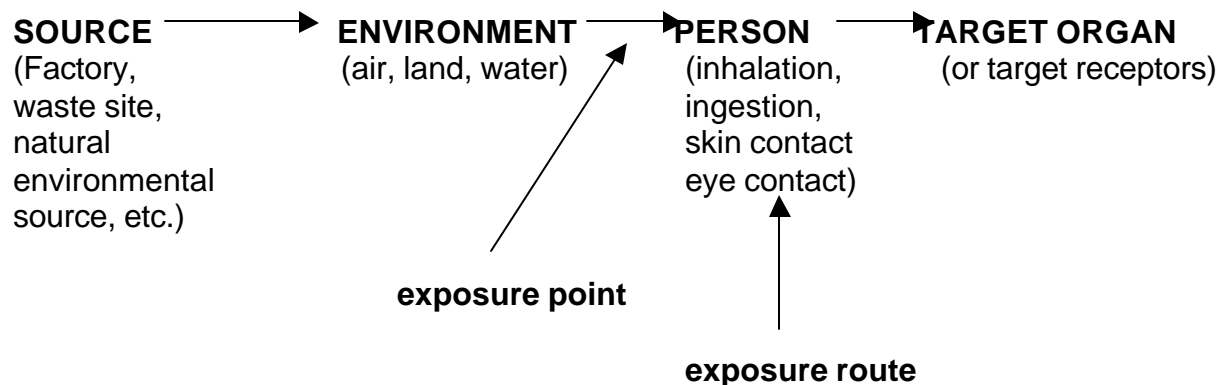 SOURCE ENVIRONMENT PERSON TARGET ORGAN
(Factory, (air, land, water) (inhalation, (or target receptors)
waste site, ingestion,
natural skin contact
environmental eye contact)
source, etc.)
exposure point
exposure route